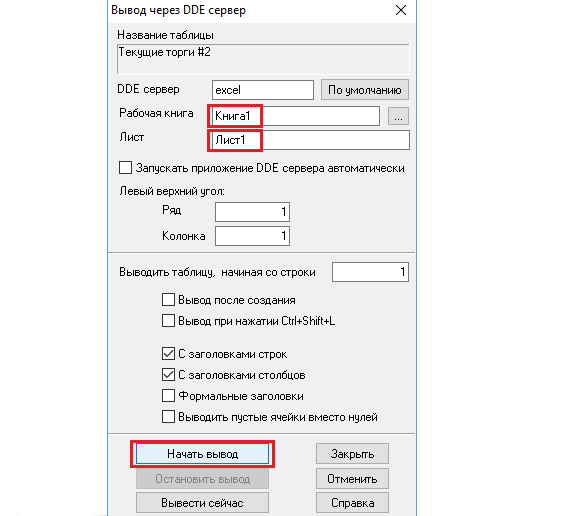 Вывод через DDE сервер
Название таблицы
Текущие торги #2
DDE сервер excel По умолчанию
Рабочая книга Книга1 ...
Лист Лист1
Запускать приложение DDE сервера автоматически
Левый верхний угол:
Ряд 1
Колонка 1
Выводить таблицу, начиная со строки 1
Вывод после создания
Вывод при нажатии Ctrl+Shift+L
С заголовками строк
С заголовками столбцов
Формальные заголовки
Выводить пустые ячейки вместо нулей
Начать вывод Закрыть
Остановить вывод Отменить
Вывести сейчас Справка